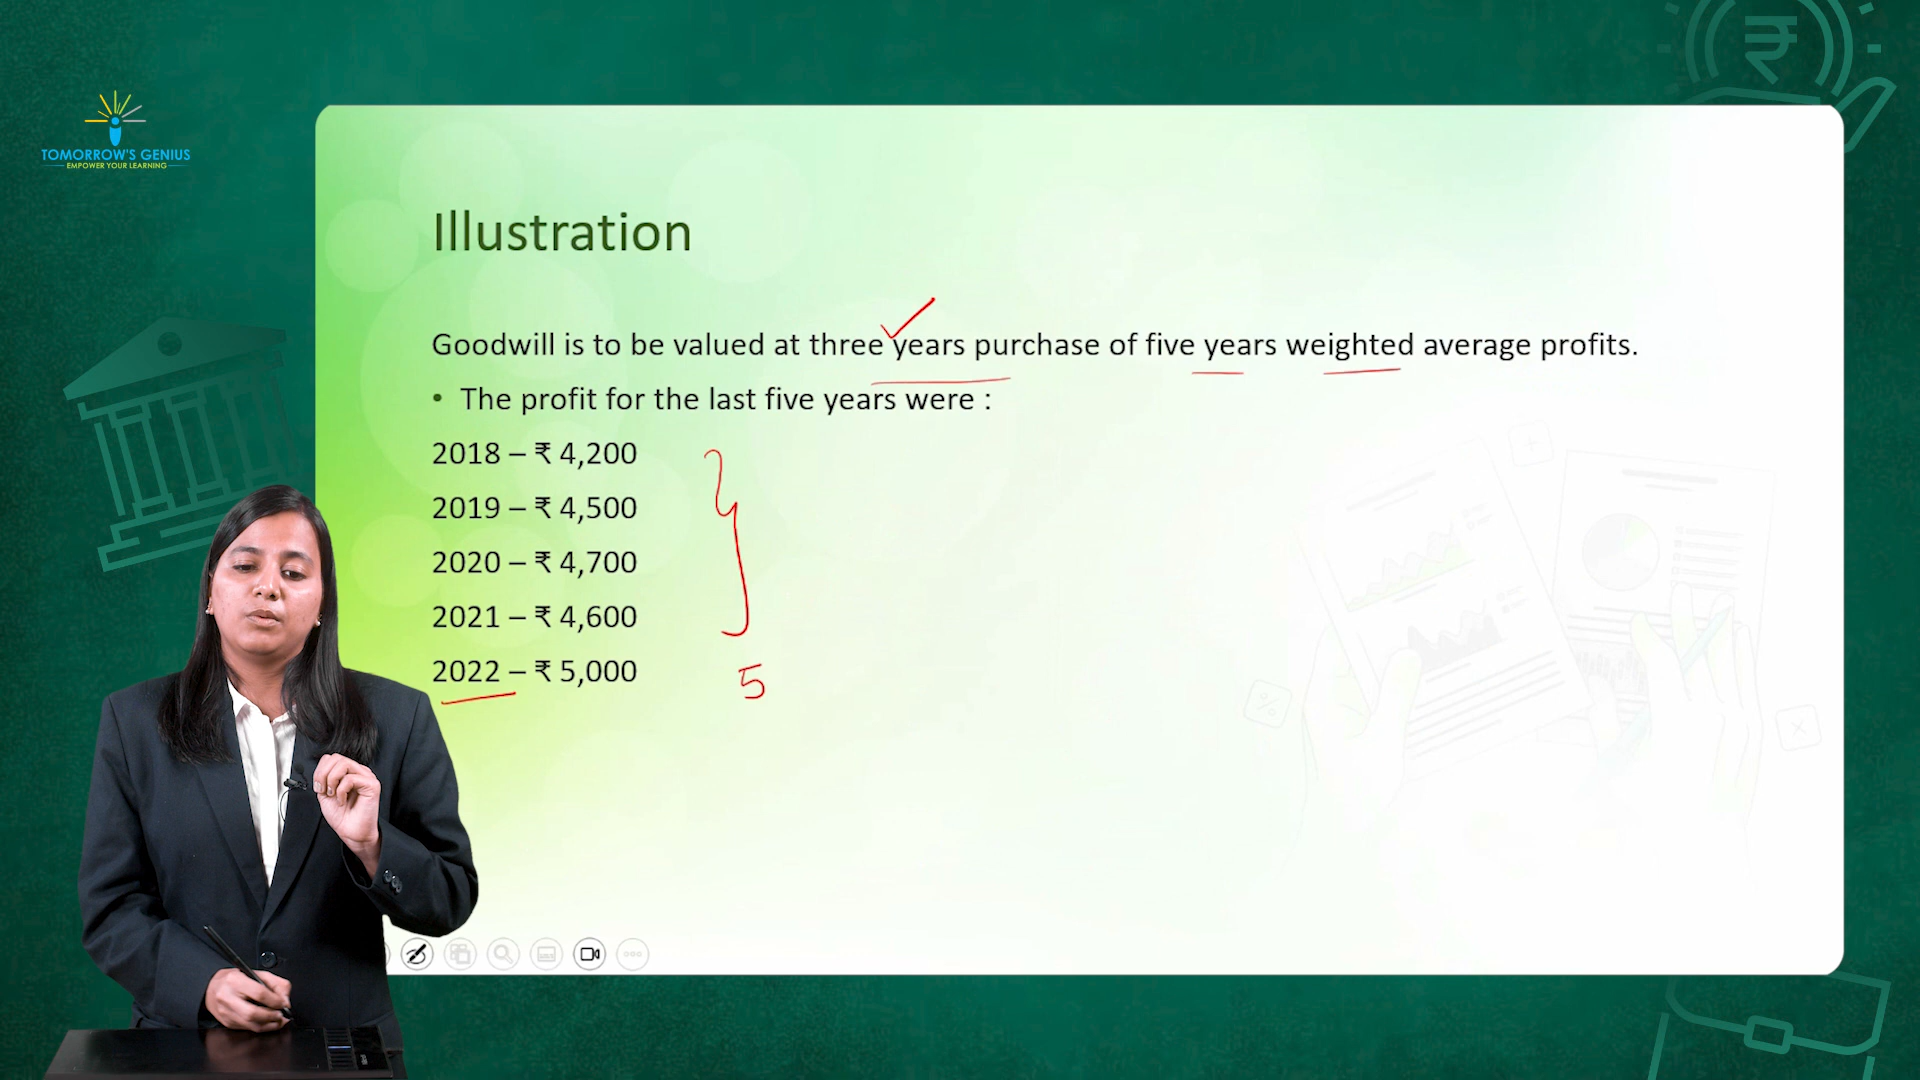 TOMORROW'S GENIUS
EMPOWER YOUR LEARNING
Illustration
Goodwill is to be valued at three years purchase of five years weighted average profits.
• The profit for the last five years were :
2018 – ₹ 4,200
2019 – ₹ 4,500
2020 – ₹ 4,700
2021 – ₹ 4,600
2022 – ₹ 5,000
5